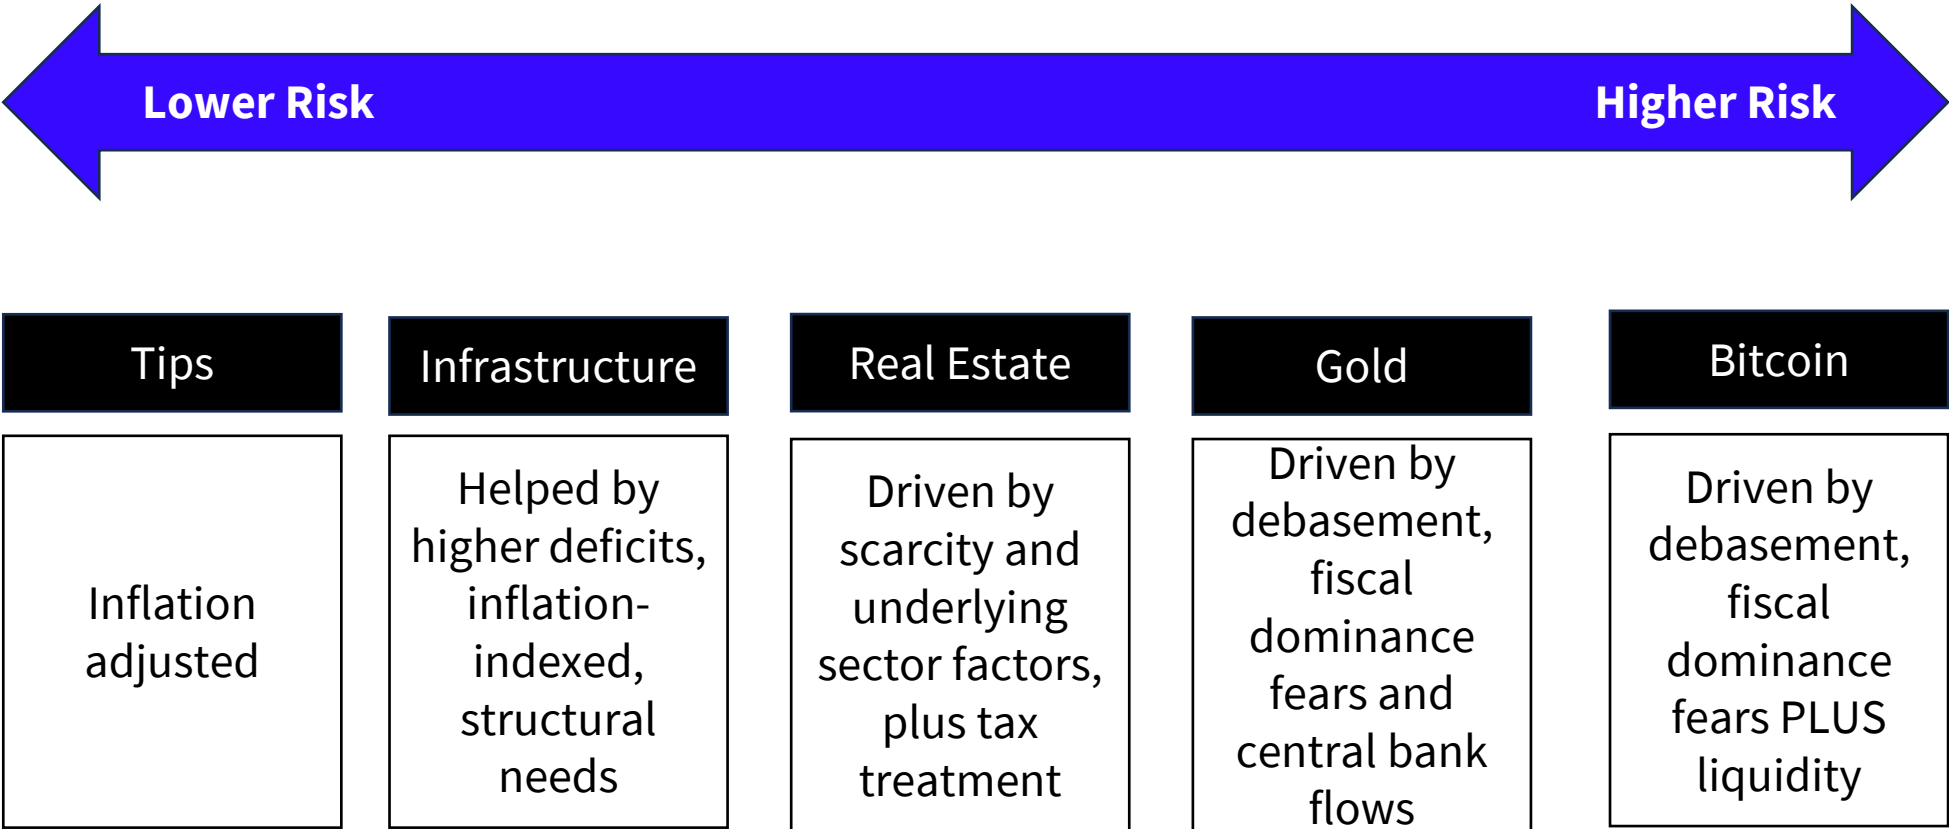 Lower Risk
Higher Risk
Tips
Inflation
adjusted
Infrastructure
Helped by
higher deficits,
inflation-
indexed,
structural
needs
Real Estate
Driven by
scarcity and
underlying
sector factors,
plus tax
treatment
Gold
Driven by
debasement,
fiscal
dominance
fears and
central bank
flows
Bitcoin
Driven by
debasement,
fiscal
dominance
fears PLUS
liquidity